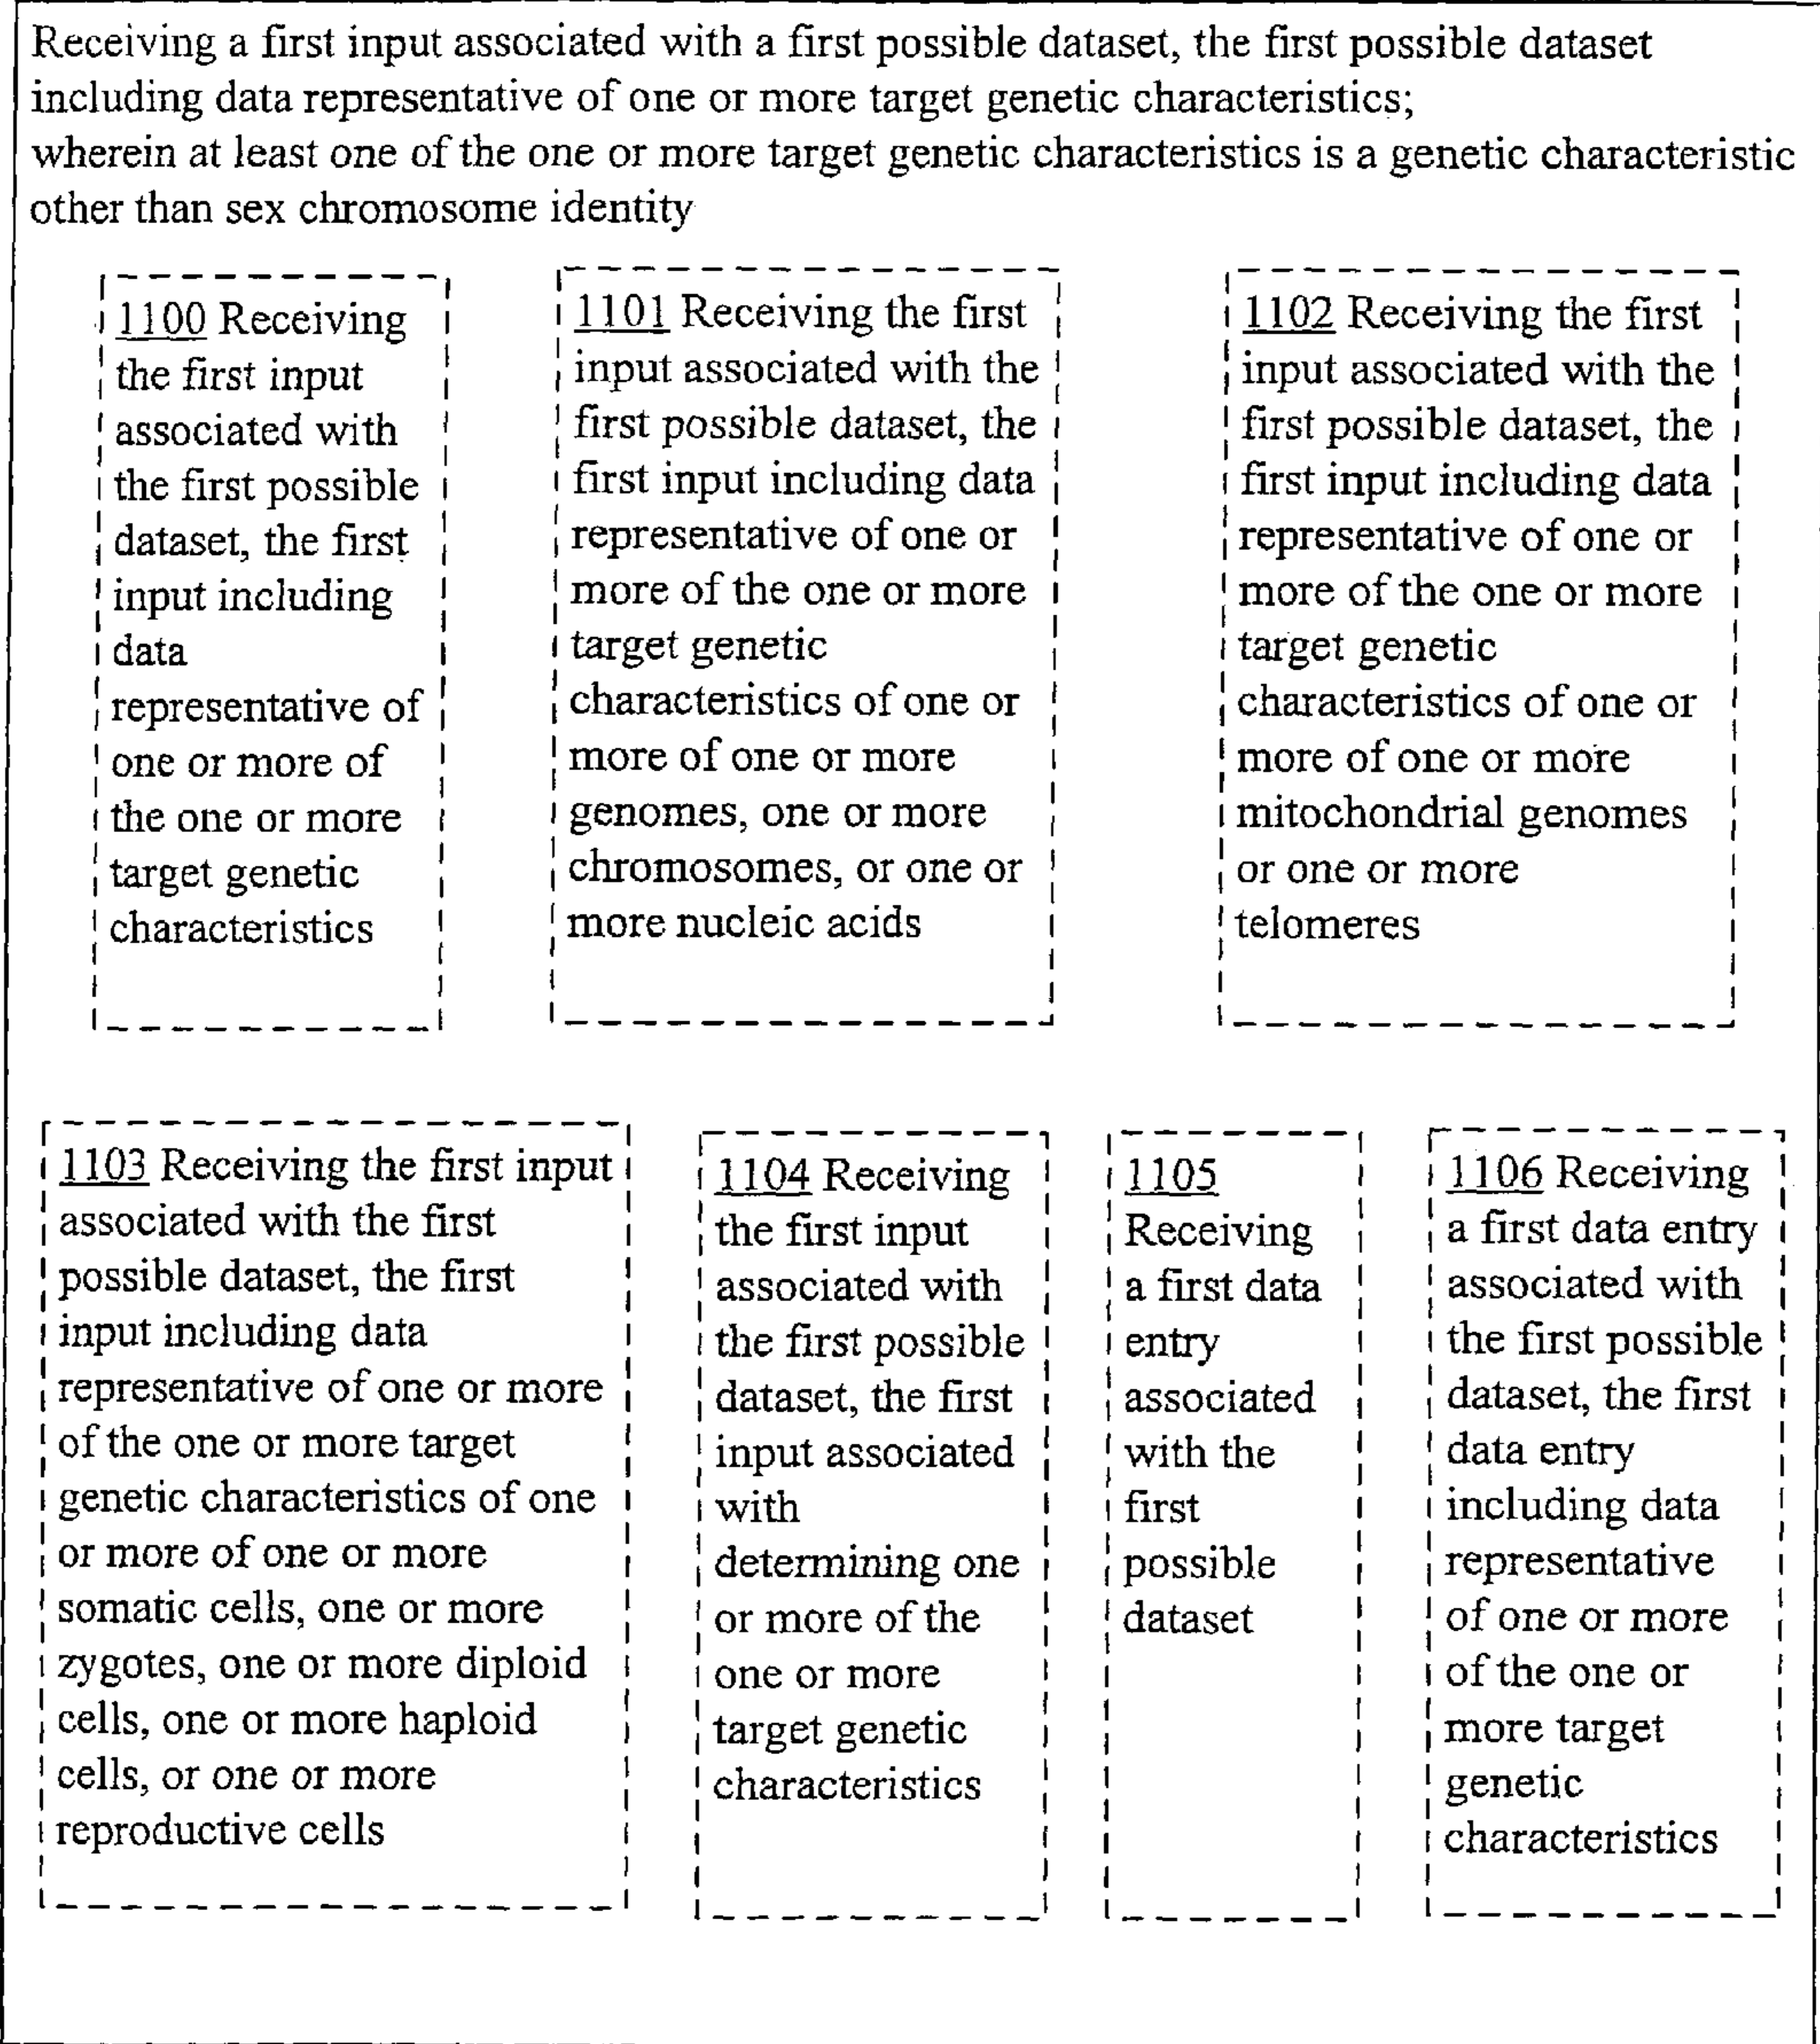 Receiving a first input associated with a first possible dataset, the first possible dataset
including data representative of one or more target genetic characteristics;
wherein at least one of the one or more target genetic characteristics is a genetic characteristic
other than sex chromosome identity
1100 Receiving
the first input
associated with
the first possible
dataset, the first
input including
data
representative of
one or more of
the one or more
target genetic
characteristics
1101 Receiving the first
input associated with the
first possible dataset, the
first input including data
representative of one or
more of the one or more
target genetic
characteristics of one or
more of one or more
genomes, one or more
chromosomes, or one or
more nucleic acids
1102 Receiving the first
input associated with the
first possible dataset, the
first input including data
representative of one or
more of the one or more
target genetic
characteristics of one or
more of one or more
mitochondrial genomes
or one or more
telomeres
1103 Receiving the first input
associated with the first
possible dataset, the first
input including data
representative of one or more
of the one or more target
genetic characteristics of one
or more of one or more
somatic cells, one or more
zygotes, one or more diploid
cells, one or more haploid
cells, or one or more
reproductive cells
1104 Receiving
the first input
associated with
the first possible
dataset, the first
input associated
with
determining one
or more of the
one or more
target genetic
characteristics
1105
Receiving
a first data
entry
associated
with the
first
possible
dataset
1106 Receiving
a first data entry
associated with
the first possible
dataset, the first
data entry
including data
representative
of one or more
of the one or
more target
genetic
characteristics